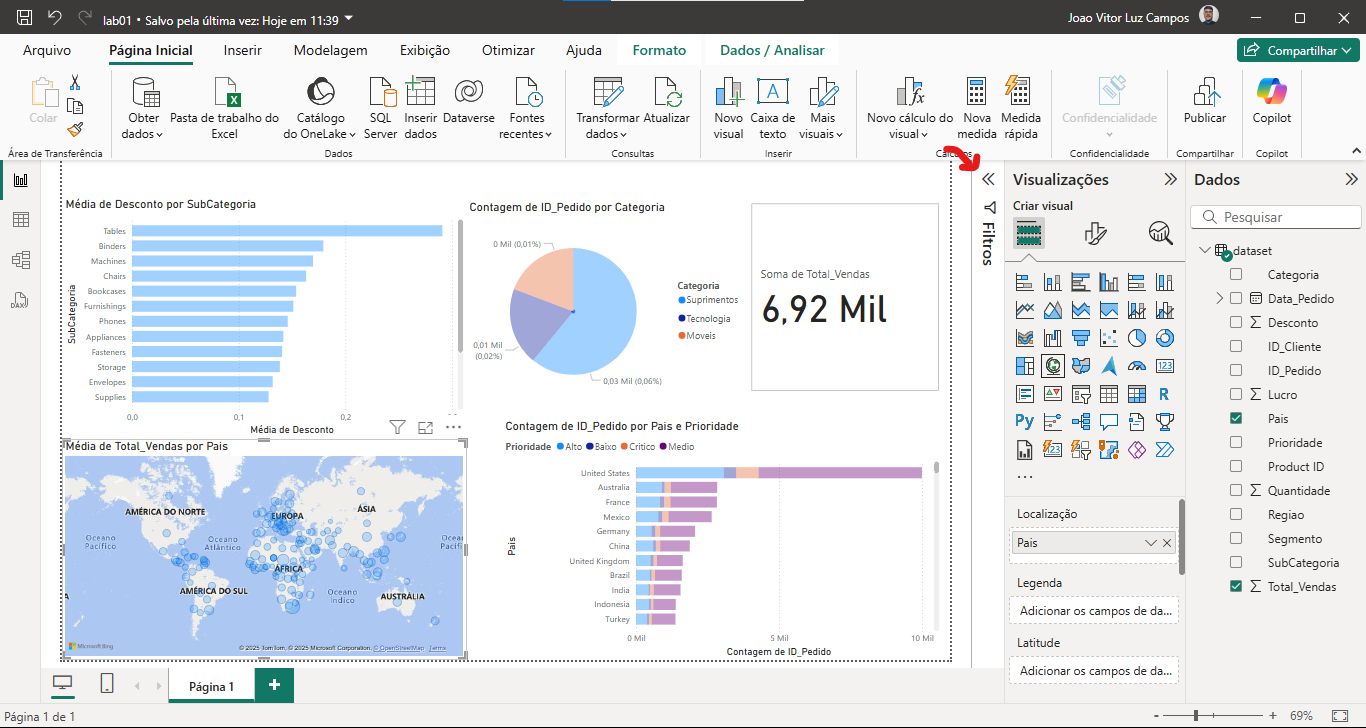 lab01 • Salvo pela última vez: Hoje em 11:39
Joao Vitor Luz Campos
Arquivo
Página Inicial
Inserir
Modelagem
Exibição
Otimizar
Ajuda
Formato
Dados / Analisar
Compartilhar
Colar
Área de Transferência
Obter
dados
Pasta de trabalho do
Excel
Catálogo
do OneLake
SQL
Server
Inserir
dados
Dataverse
Fontes
recentes
Dados
Transformar
dados
Atualizar
Consultas
Novo
visual
Caixa de
texto
Mais
visuais
Inserir
Novo cálculo do
visual
Nova
medida
Medida
rápida
Cálculos
Confidencialidade
Confidencialidade
Publicar
Compartilhar
Copilot
Copilot
Média de Desconto por SubCategoria
SubCategoria
Tables
Binders
Machines
Chairs
Bookcases
Furnishings
Phones
Appliances
Fasteners
Storage
Envelopes
Supplies
0,0
0,1
0,2
Média de Desconto
Contagem de ID_Pedido por Categoria
0 Mil (0,01%)
0,01 Mil
(0,02%)
0,03 Mil (0,06%)
Categoria
Suprimentos
Tecnologia
Moveis
Soma de Total_Vendas
6,92 Mil
Média de Total_Vendas por Pais
AMÉRICA DO NORTE
EUROPA
ÁSIA
Oceano
Pacífico
Oceano
Atlântico
Oceano
Pacífico
ÁFRICA
AMÉRICA DO SUL
Oceano
Índico
AUSTRÁLIA
Microsoft Bing
© 2025 TomTom, © 2025 Microsoft Corporation, © OpenStreetMap Terms
Contagem de ID_Pedido por Pais e Prioridade
Prioridade
Alto
Baixo
Critico
Medio
Pais
United States
Australia
France
Mexico
Germany
China
United Kingdom
Brazil
India
Indonesia
Turkey
0 Mil
5 Mil
10 Mil
Contagem de ID_Pedido
Filtros
Visualizações
Criar visual
123
R
Py
...
Localização
Pais
Legenda
Adicionar os campos de da...
Latitude
Adicionar os campos de da...
Dados
Pesquisar
dataset
Categoria
Data_Pedido
Desconto
ID_Cliente
ID_Pedido
Lucro
Pais
Prioridade
Product ID
Quantidade
Regiao
Segmento
SubCategoria
Total_Vendas
Página 1
Página 1 de 1
69%